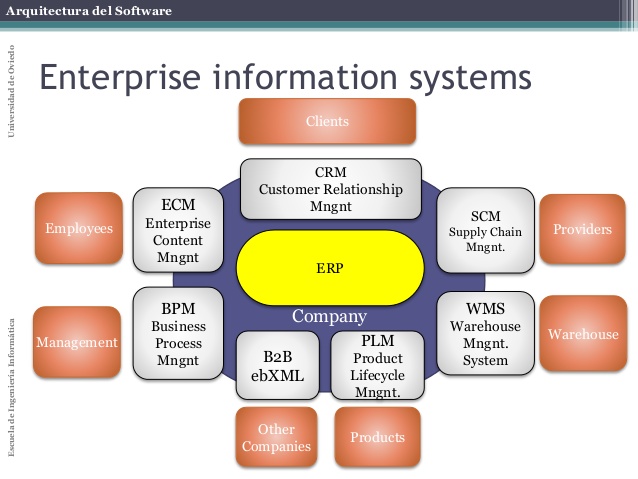 Arquitectura del Software
Universidad de Oviedo
Enterprise information systems
Clients
CRM
Customer Relationship
Mngnt
ECM
Enterprise
Content
Mngnt
Employees
SCM
Supply Chain
Mngnt.
Providers
ERP
Company
BPM
Business
Process
Mngnt
Management
WMS
Warehouse
Mngnt.
System
Warehouse
B2B
ebXML
PLM
Product
Lifecycle
Mngnt.
Other
Companies
Products
Escuela de Ingeniería Informática